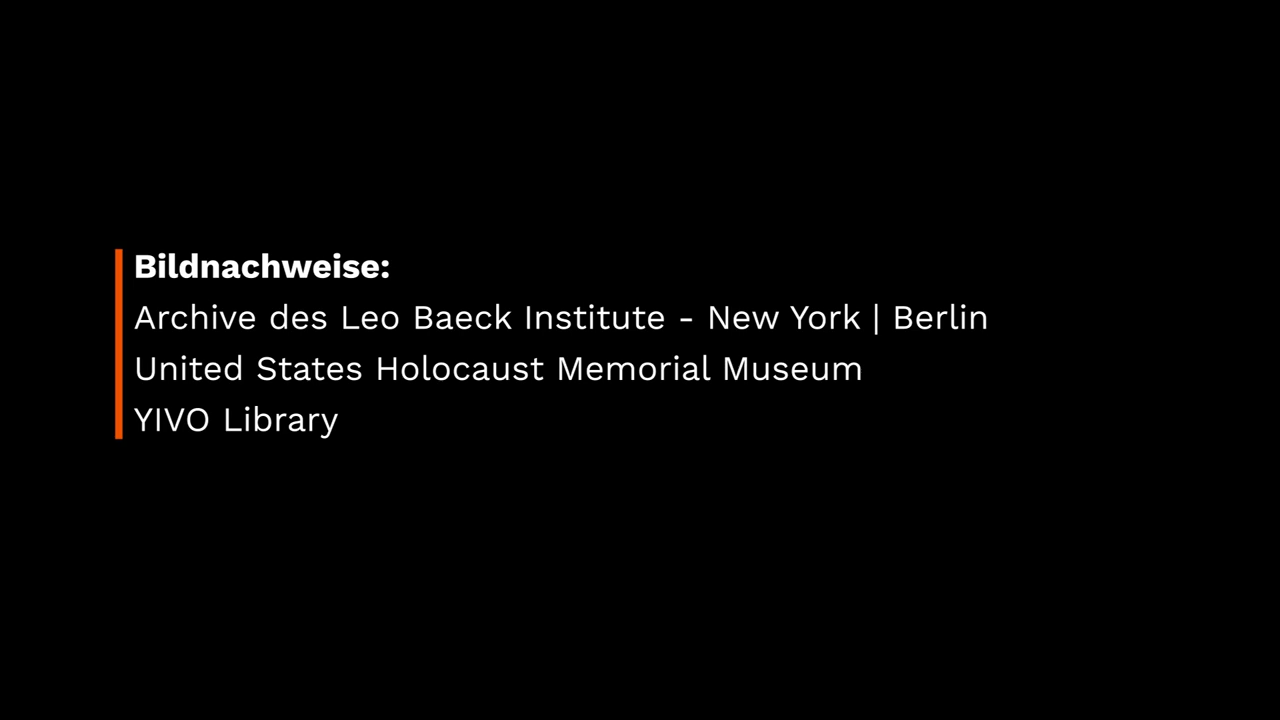 Bildnachweise:
Archive des Leo Baeck Institute - New York | Berlin
United States Holocaust Memorial Museum
YIVO Library